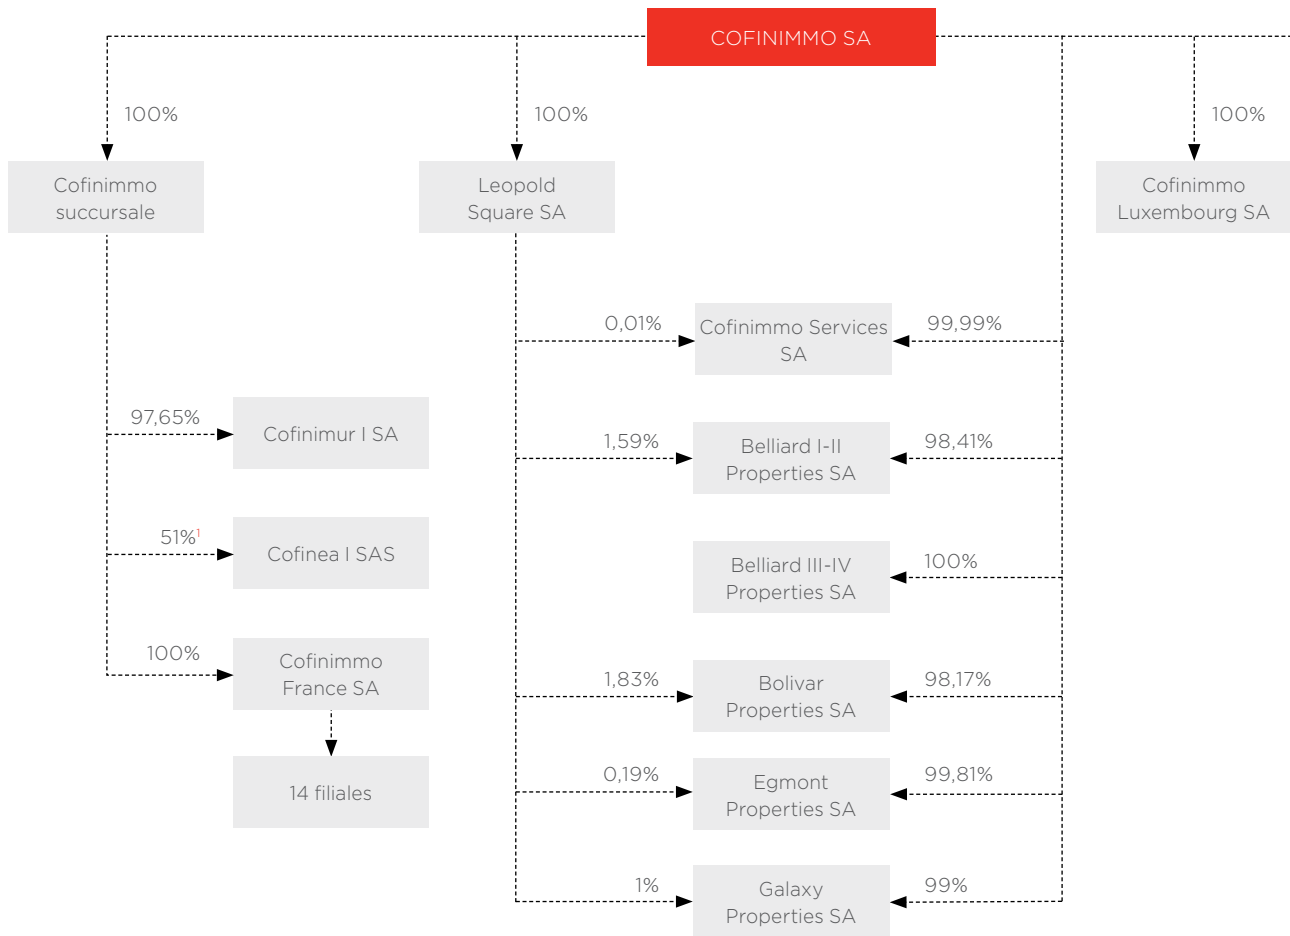 COFINIMMO SA
100%
100%
100%
Cofinimmo
succursale
Leopold
Square SA
Cofinimmo
Luxembourg SA
0,01%
Cofinimmo Services
SA
99,99%
97,65%
Cofinimur I SA
1,59%
Belliard I-II
Properties SA
98,41%
51%1
Cofinea I SAS
Belliard III-IV
Properties SA
100%
100%
Cofinimmo
France SA
1,83%
Bolivar
Properties SA
98,17%
14 filiales
0,19%
Egmont
Properties SA
99,81%
1%
Galaxy
Properties SA
99%